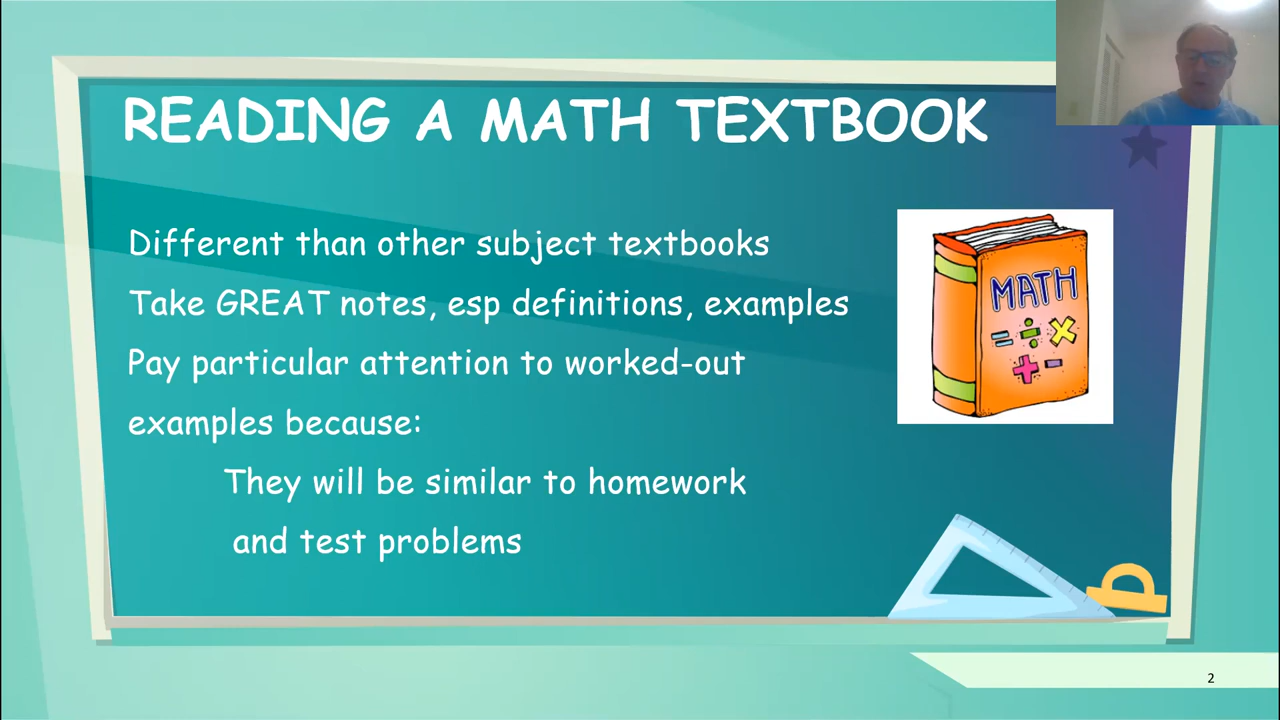 READING A MATH TEXTBOOK
Different than other subject textbooks
Take GREAT notes, esp definitions, examples
Pay particular attention to worked-out
examples because:
They will be similar to homework
and test problems
MATH
= ÷ ×
+ -
2